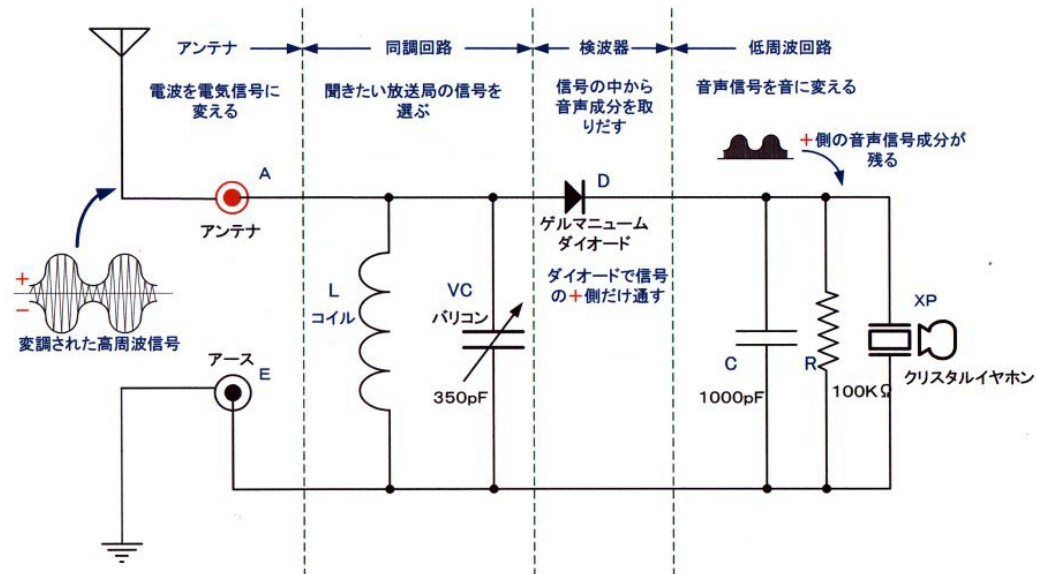 アンテナ
同調回路
検波器
低周波回路
電波を電気信号に
変える
聞きたい放送局の信号を
選ぶ
信号の中から
音声成分を取
りだす
音声信号を音に変える
+側の音声信号成分が
残る
A
アンテナ
D
ゲルマニューム
ダイオード
ダイオードで信号
の+側だけ通す
+
−
変調された高周波信号
L
コイル
VC
バリコン
350pF
アース
E
C
1000pF
R
100KΩ
XP
クリスタルイヤホン